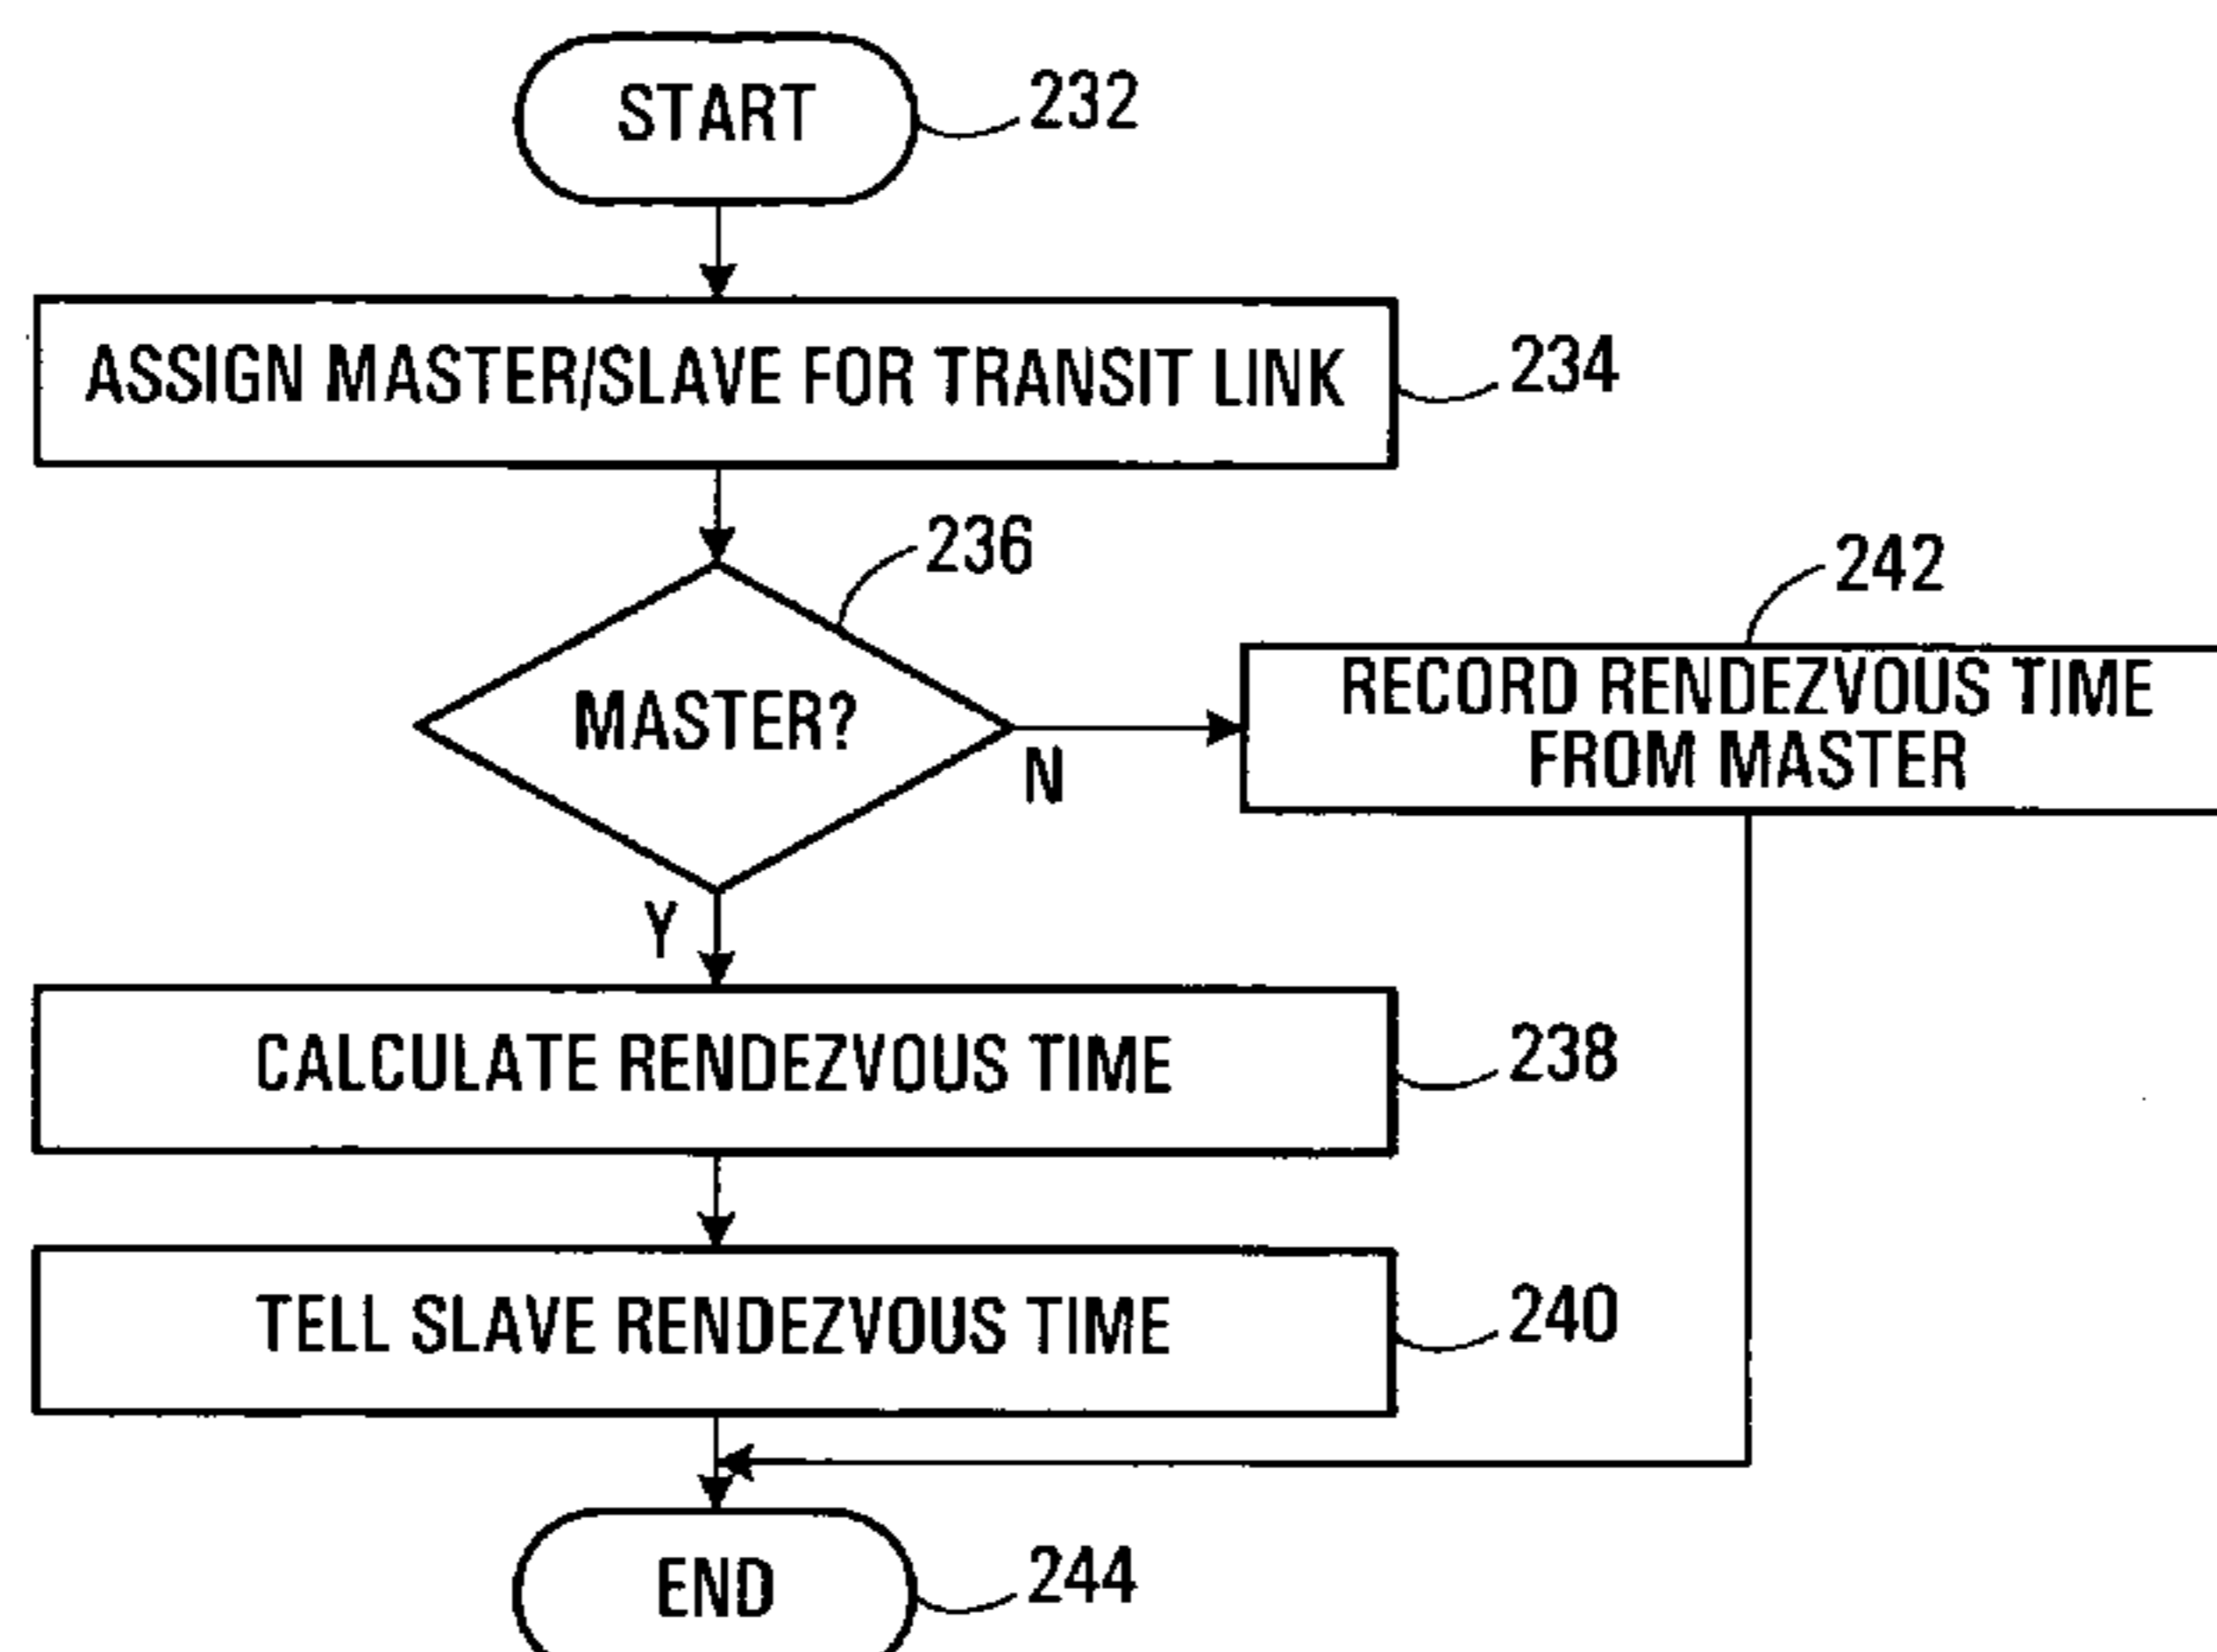 START
232
ASSIGN MASTER/SLAVE FOR TRANSIT LINK
234
236
MASTER?
N
Y
242
RECORD RENDEZVOUS TIME
FROM MASTER
CALCULATE RENDEZVOUS TIME
238
TELL SLAVE RENDEZVOUS TIME
240
END
244